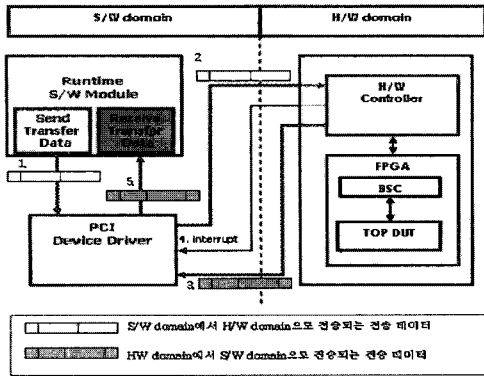 S/W domain
H/W domain
Runtime
S/W Module
Send
Transfer
Data
Receive
Transfer
Data
1.
2.
5.
PCI
Device Driver
4. interrupt
3.
H/W
Controller
FPGA
BSC
TOP DUT
S/W domain에서 H/W domain으로 전송되는 전송 데이터
HW domain에서 S/W domain으로 전송되는 전송 데이터